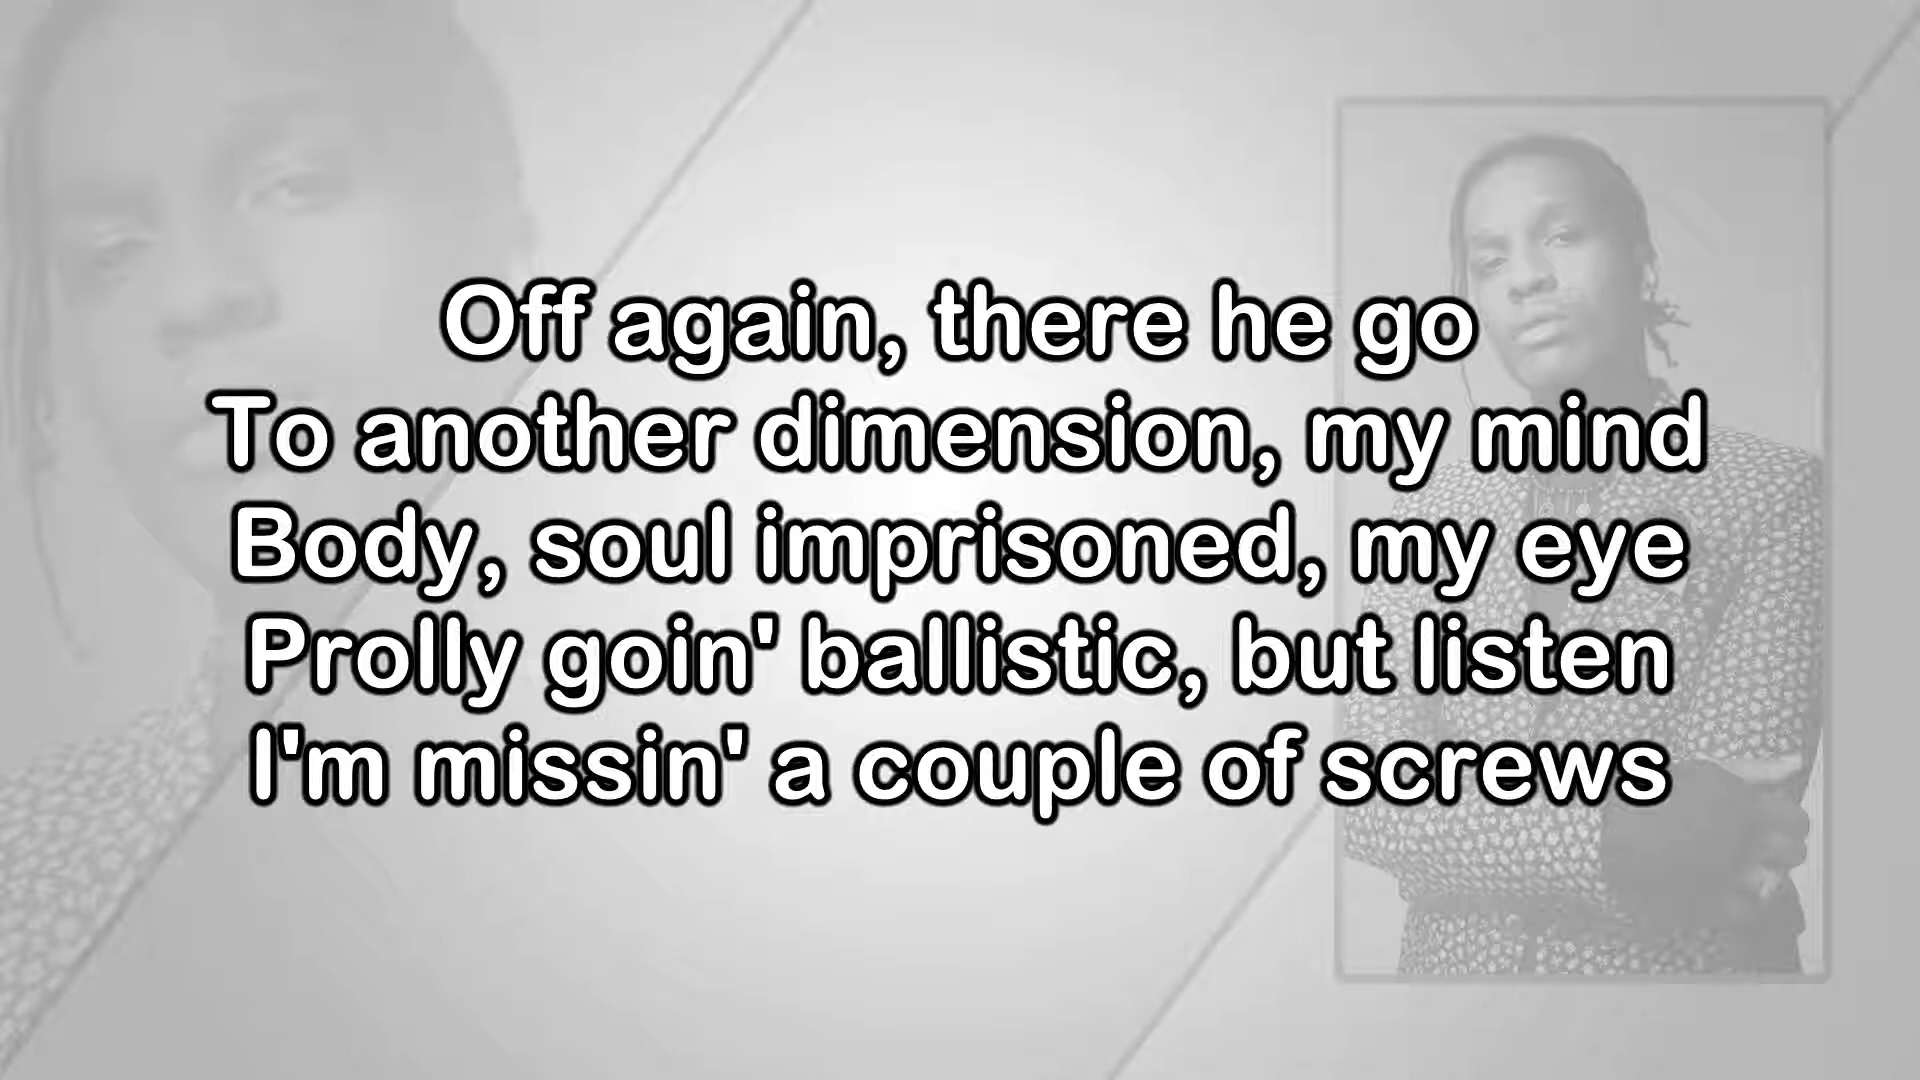 Off again, there he go
To another dimension, my mind
Body, soul imprisoned, my eye
Prolly goin' ballistic, but listen
I'm missin' a couple of screws